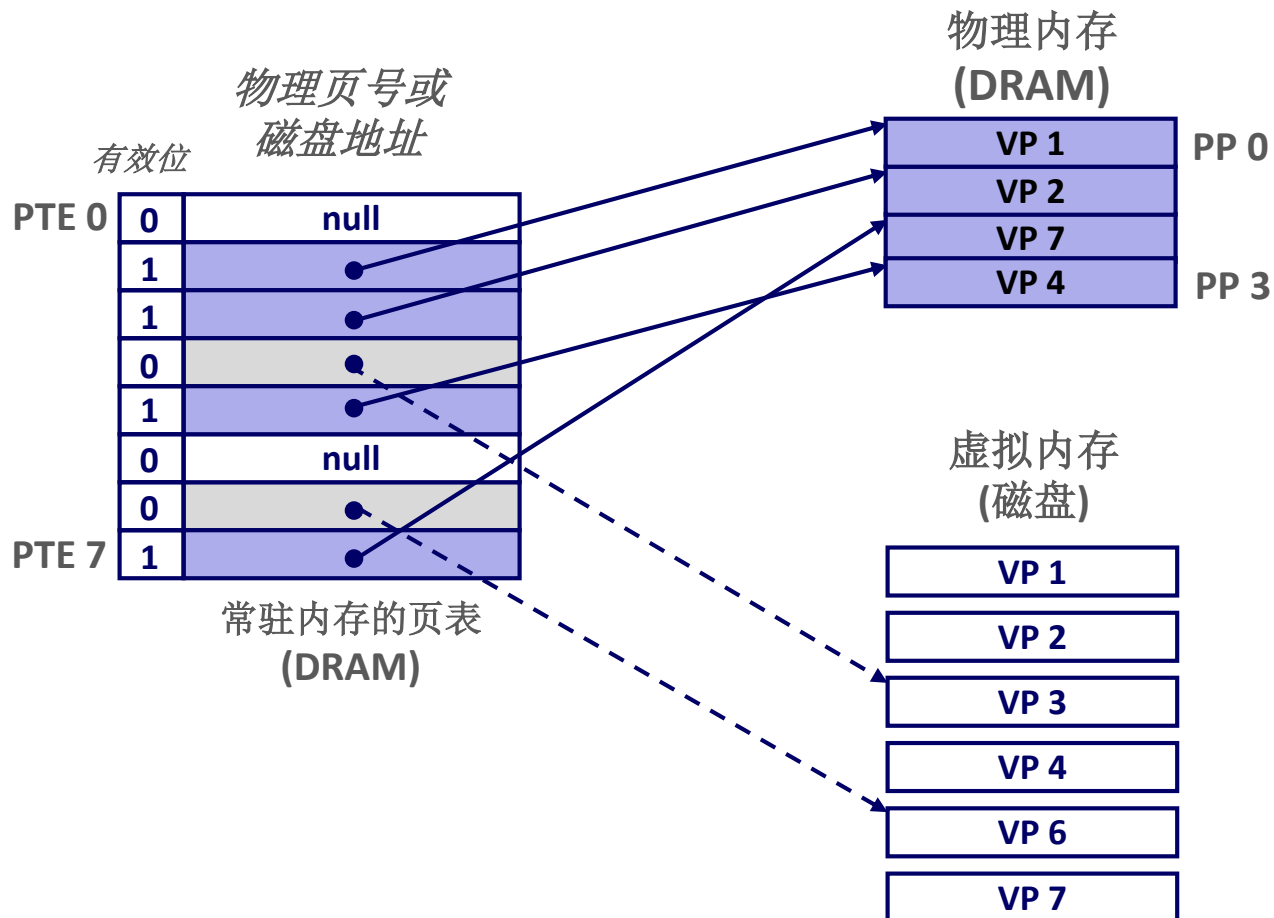 物理页号或
磁盘地址
有效位
PTE 0
0
null
1
1
0
1
0
null
0
PTE 7
1
常驻内存的页表
(DRAM)
物理内存
(DRAM)
VP 1
PP 0
VP 2
VP 7
VP 4
PP 3
虚拟内存
(磁盘)
VP 1
VP 2
VP 3
VP 4
VP 6
VP 7